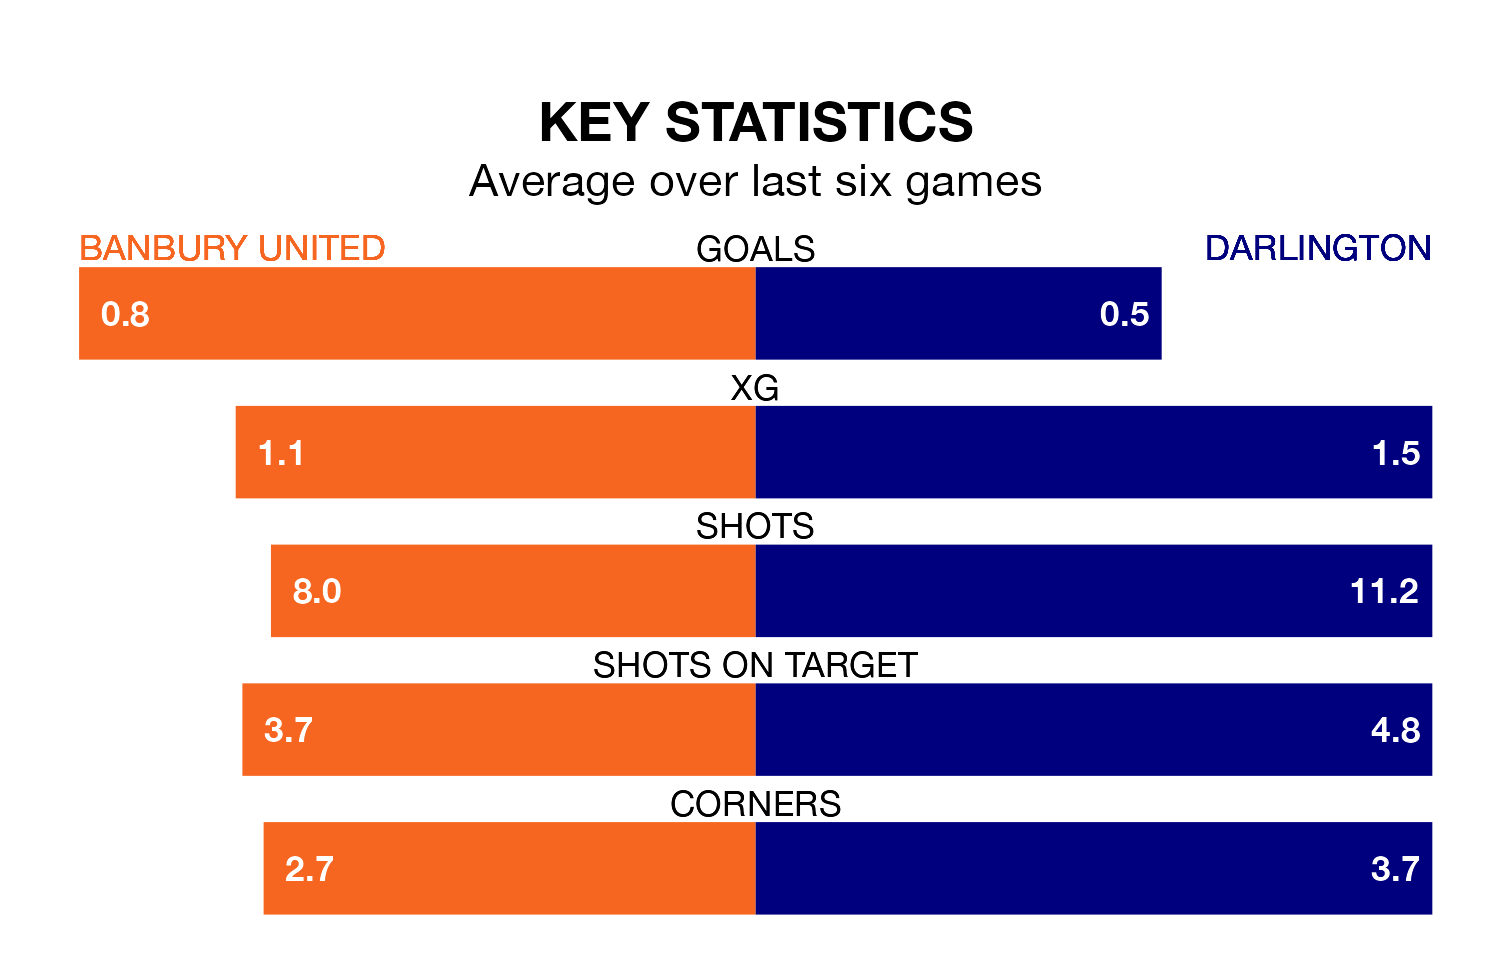 KEY STATISTICS
Average over last six games
BANBURY UNITED GOALS DARLINGTON
0.8 0.5
XG
1.1 1.5
SHOTS
8.0 11.2
SHOTS ON TARGET
3.7 4.8
CORNERS
2.7 3.7